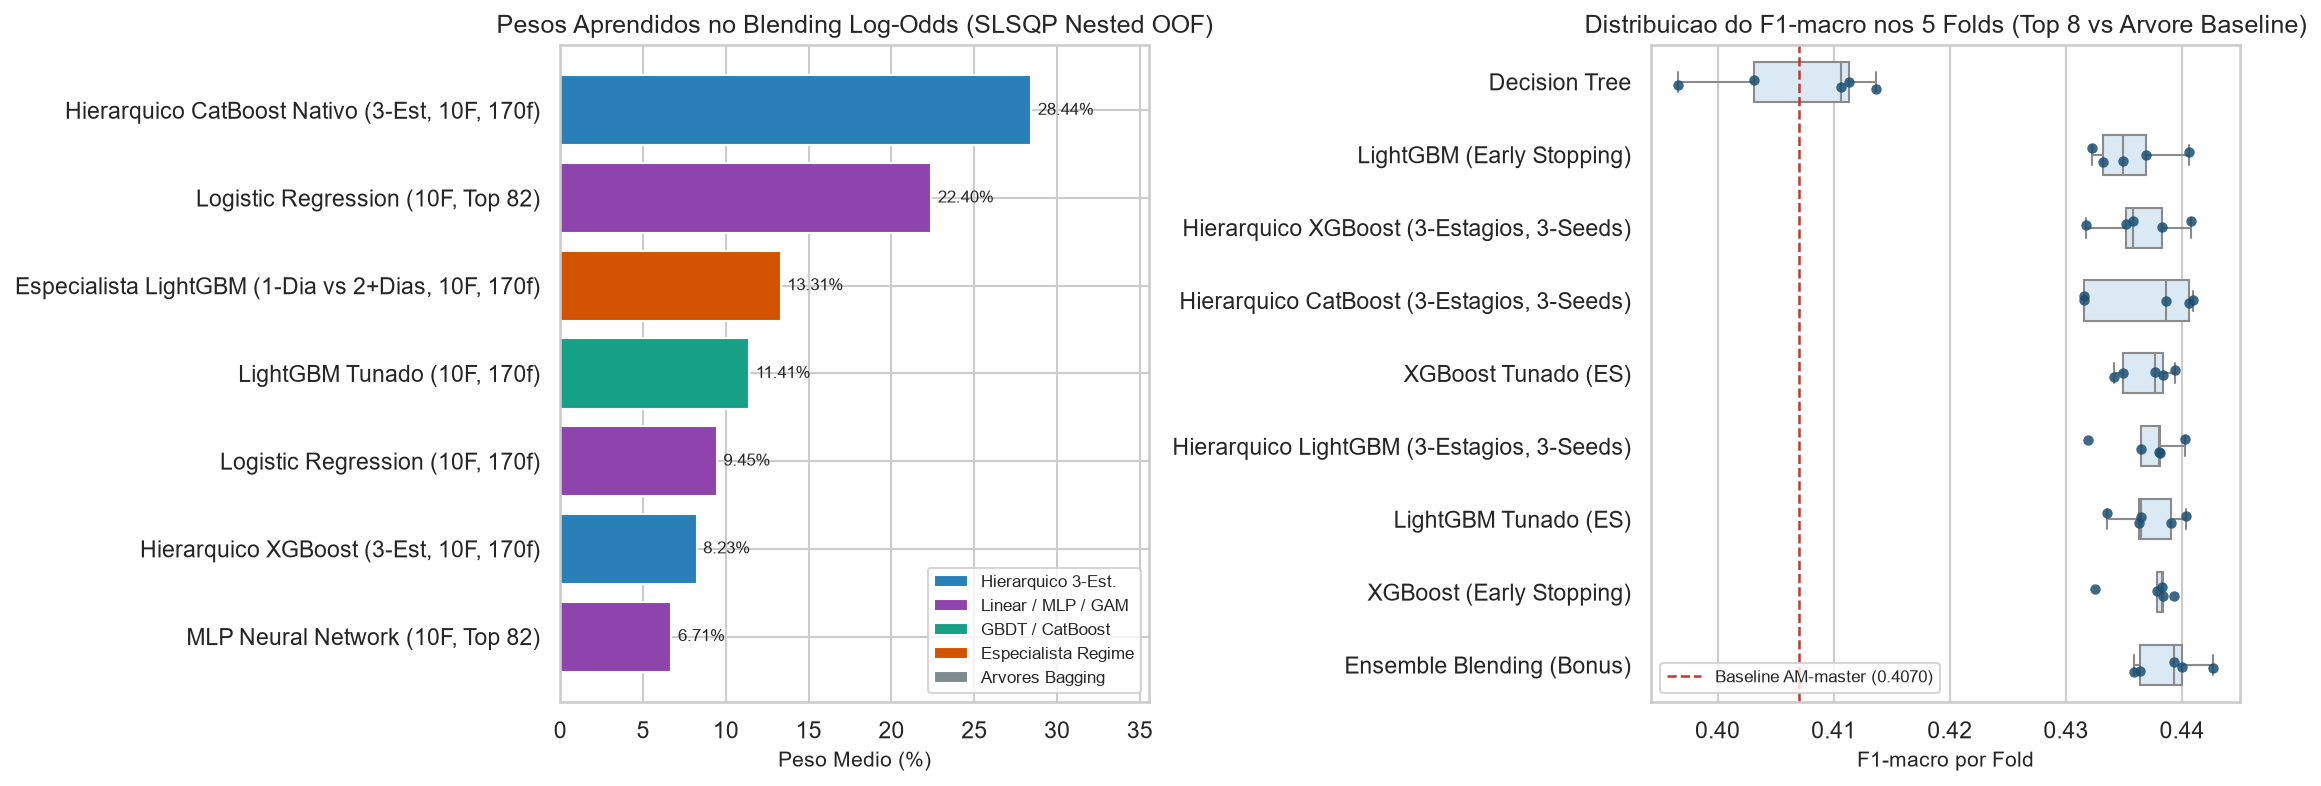 Pesos Aprendidos no Blending Log-Odds (SLSQP Nested OOF)
Hierarquico CatBoost Nativo (3-Est, 10F, 170f)
28.44%
Logistic Regression (10F, Top 82)
22.40%
Especialista LightGBM (1-Dia vs 2+Dias, 10F, 170f)
13.31%
LightGBM Tunado (10F, 170f)
11.41%
Logistic Regression (10F, 170f)
9.45%
Hierarquico XGBoost (3-Est, 10F, 170f)
8.23%
MLP Neural Network (10F, Top 82)
6.71%
Hierarquico 3-Est.
Linear / MLP / GAM
GBDT / CatBoost
Especialista Regime
Arvores Bagging
0 5 10 15 20 25 30 35
Peso Medio (%)
Distribuicao do F1-macro nos 5 Folds (Top 8 vs Arvore Baseline)
Decision Tree
LightGBM (Early Stopping)
Hierarquico XGBoost (3-Estagios, 3-Seeds)
Hierarquico CatBoost (3-Estagios, 3-Seeds)
XGBoost Tunado (ES)
Hierarquico LightGBM (3-Estagios, 3-Seeds)
LightGBM Tunado (ES)
XGBoost (Early Stopping)
Ensemble Blending (Bonus)
Baseline AM-master (0.4070)
0.40 0.41 0.42 0.43 0.44
F1-macro por Fold